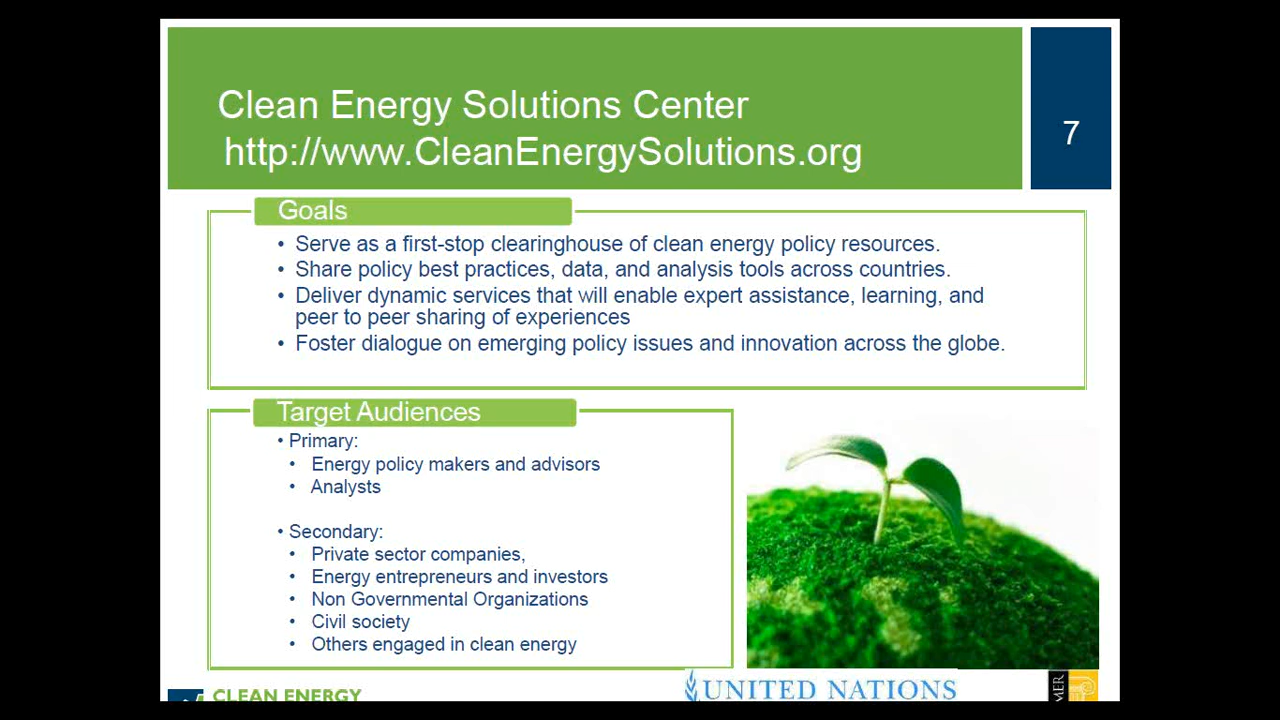 Clean Energy Solutions Center
http://www.CleanEnergySolutions.org
7
Goals
• Serve as a first-stop clearinghouse of clean energy policy resources.
• Share policy best practices, data, and analysis tools across countries.
• Deliver dynamic services that will enable expert assistance, learning, and
peer to peer sharing of experiences
• Foster dialogue on emerging policy issues and innovation across the globe.
Target Audiences
• Primary:
• Energy policy makers and advisors
• Analysts
• Secondary:
• Private sector companies,
• Energy entrepreneurs and investors
• Non Governmental Organizations
• Civil society
• Others engaged in clean energy
CLEAN ENERGY
UNITED NATIONS